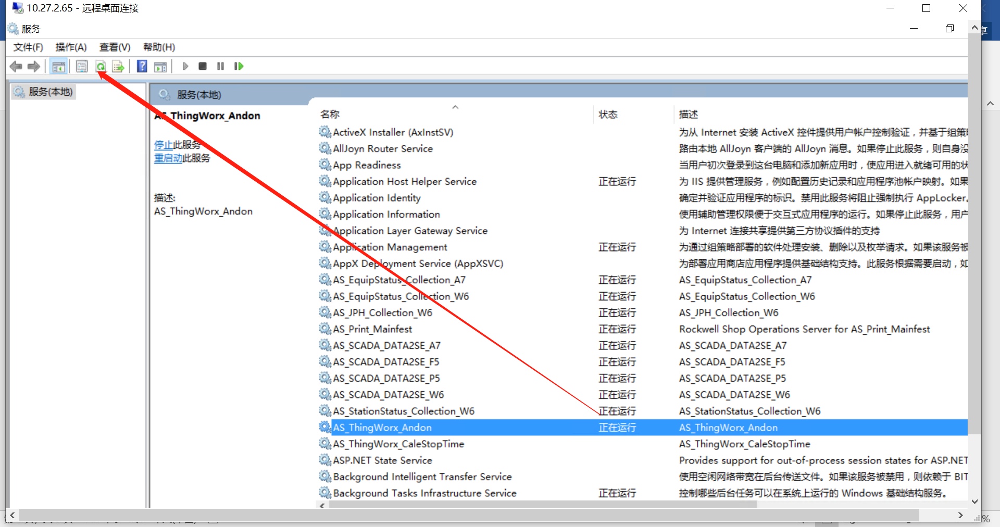 10.27.2.65 - 远程桌面连接
服务
享
文件(F) 操作(A) 查看(V) 帮助(H)
服务(本地)
服务(本地)
AS_ThingWorx_Andon
停止此服务
重启动此服务
描述:
AS_ThingWorx_Andon
名称 状态 描述
ActiveX Installer (AxInstSV) 为从 Internet 安装 ActiveX 控件提供用户帐户控制验证，并基于组策
AllJoyn Router Service 路由本地 AllJoyn 客户端的 AllJoyn 消息。如果停止此服务，则自身没
App Readiness 当用户初次登录到这台电脑和添加新应用时，使应用进入就绪可用的状
Application Host Helper Service 正在运行 为 IIS 提供管理服务，例如配置历史记录和应用程序池帐户映射。如果
Application Identity 确定并验证应用程序的标识。禁用此服务将阻止强制执行 AppLocker。
Application Information 使用辅助管理权限便于交互式应用程序的运行。如果停止此服务，用户
Application Layer Gateway Service 为 Internet 连接共享提供第三方协议插件的支持
Application Management 正在运行 为通过组策略部署的软件处理安装、删除以及枚举请求。如果该服务被
AppX Deployment Service (AppXSVC) 为部署应用商店应用程序提供基础结构支持。此服务根据需要启动，如
AS_EquipStatus_Collection_A7 正在运行 AS_EquipStatus_Collection_A7
AS_EquipStatus_Collection_W6 正在运行 AS_EquipStatus_Collection_W6
AS_JPH_Collection_W6 正在运行 AS_JPH_Collection_W6
AS_Print_Mainfest 正在运行 Rockwell Shop Operations Server for AS_Print_Mainfest
AS_SCADA_DATA2SE_A7 正在运行 AS_SCADA_DATA2SE_A7
AS_SCADA_DATA2SE_F5 正在运行 AS_SCADA_DATA2SE_F5
AS_SCADA_DATA2SE_P5 正在运行 AS_SCADA_DATA2SE_P5
AS_SCADA_DATA2SE_W6 正在运行 AS_SCADA_DATA2SE_W6
AS_StationStatus_Collection_W6 正在运行 AS_StationStatus_Collection_W6
AS_ThingWorx_Andon 正在运行 AS_ThingWorx_Andon
AS_ThingWorx_CaleStopTime AS_ThingWorx_CaleStopTime
ASP.NET State Service Provides support for out-of-process session states for ASP.NET
Background Intelligent Transfer Service 使用空闲网络带宽在后台传送文件。如果该服务被禁用，则依赖于 BIT
Background Tasks Infrastructure Service 正在运行 控制哪些后台任务可以在系统上运行的 Windows 基础结构服务。